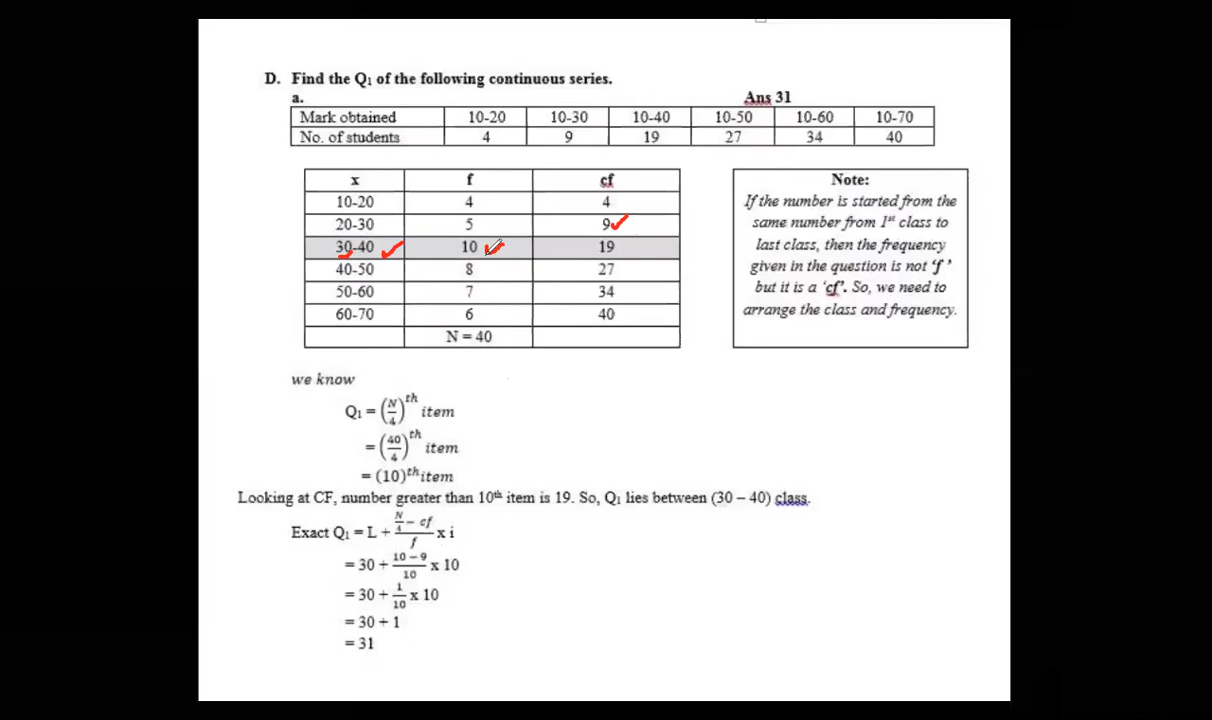 D. Find the Q₁ of the following continuous series.
a. Ans 31
Mark obtained 10-20 10-30 10-40 10-50 10-60 10-70
No. of students 4 9 19 27 34 40
x f cf
10-20 4 4
20-30 5 9
30-40 10 19
40-50 8 27
50-60 7 34
60-70 6 40
N = 40
Note:
If the number is started from the
same number from 1ˢᵗ class to
last class, then the frequency
given in the question is not 'f'
but it is a 'cf'. So, we need to
arrange the class and frequency.
we know
Q₁ = (N/4)^th item
= (40/4)^th item
= (10)^th item
Looking at CF, number greater than 10th item is 19. So, Q₁ lies between (30 – 40) class.
Exact Q₁ = L + (N/4 − cf)/f x i
= 30 + (10 − 9)/10 x 10
= 30 + 1/10 x 10
= 30 + 1
= 31